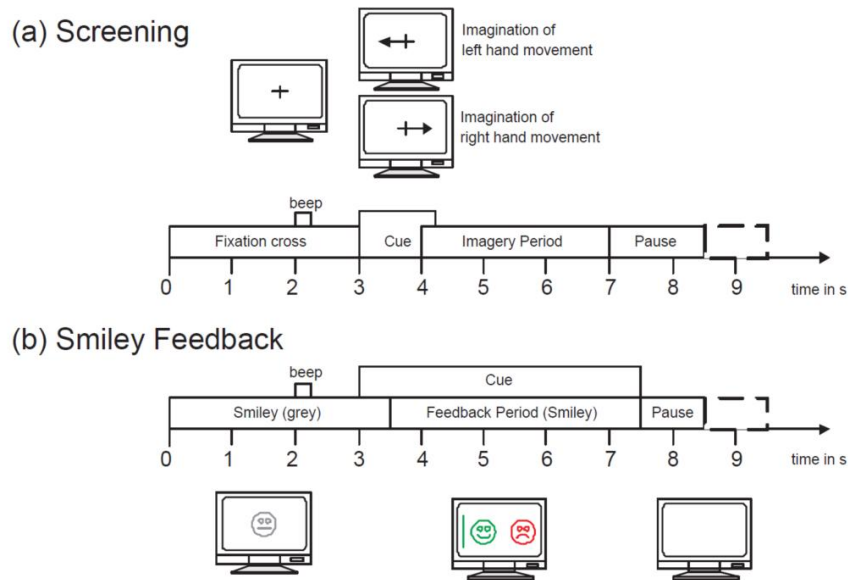 (a) Screening
Imagination of
left hand movement
Imagination of
right hand movement
beep
Fixation cross
Cue
Imagery Period
Pause
0 1 2 3 4 5 6 7 8 9 time in s
(b) Smiley Feedback
beep
Cue
Smiley (grey)
Feedback Period (Smiley)
Pause
0 1 2 3 4 5 6 7 8 9 time in s